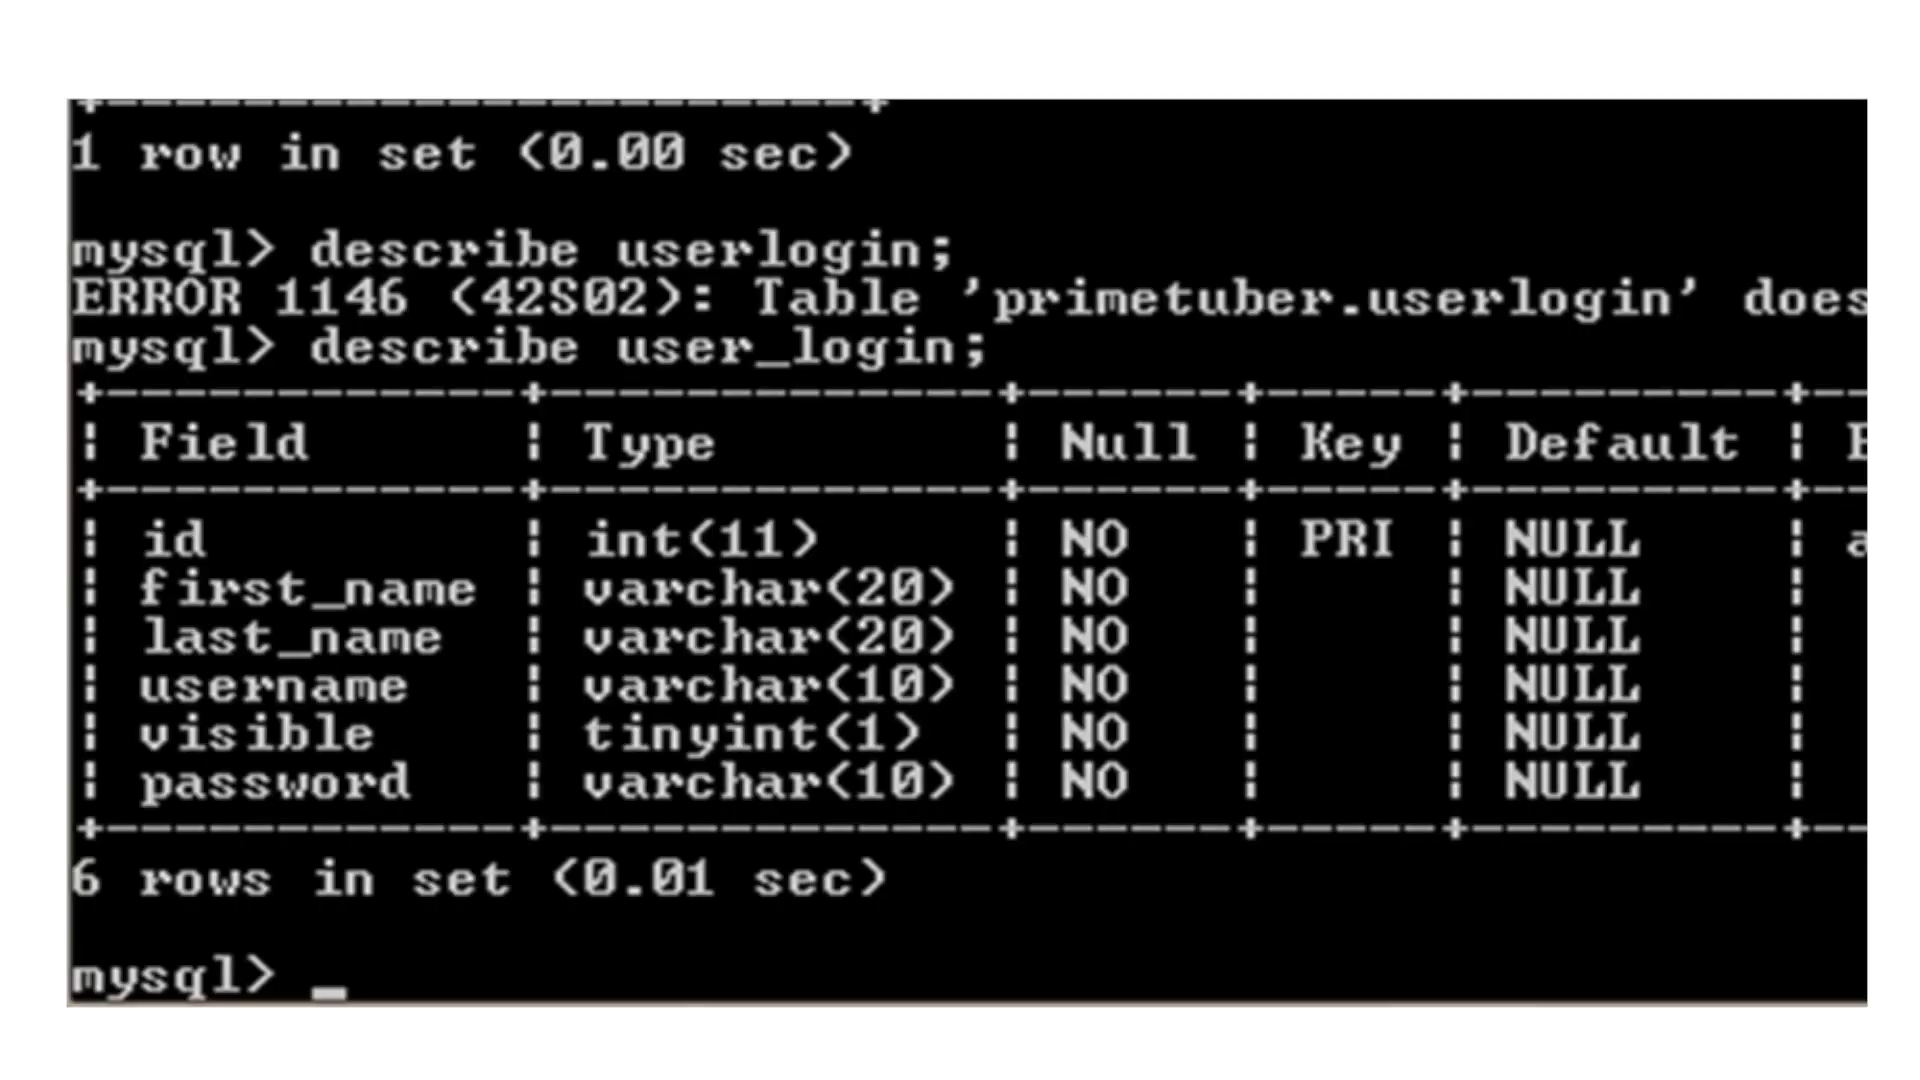 1 row in set (0.00 sec)
mysql> describe userlogin;
ERROR 1146 (42S02): Table 'primetuber.userlogin' does
mysql> describe user_login;
+-------------+--------------+------+-----+---------+--
| Field | Type | Null | Key | Default |
| id | int(11) | NO | PRI | NULL |
| first_name | varchar(20) | NO | | NULL |
| last_name | varchar(20) | NO | | NULL |
| username | varchar(10) | NO | | NULL |
| visible | tinyint(1) | NO | | NULL |
| password | varchar(10) | NO | | NULL |
6 rows in set (0.01 sec)
mysql> _